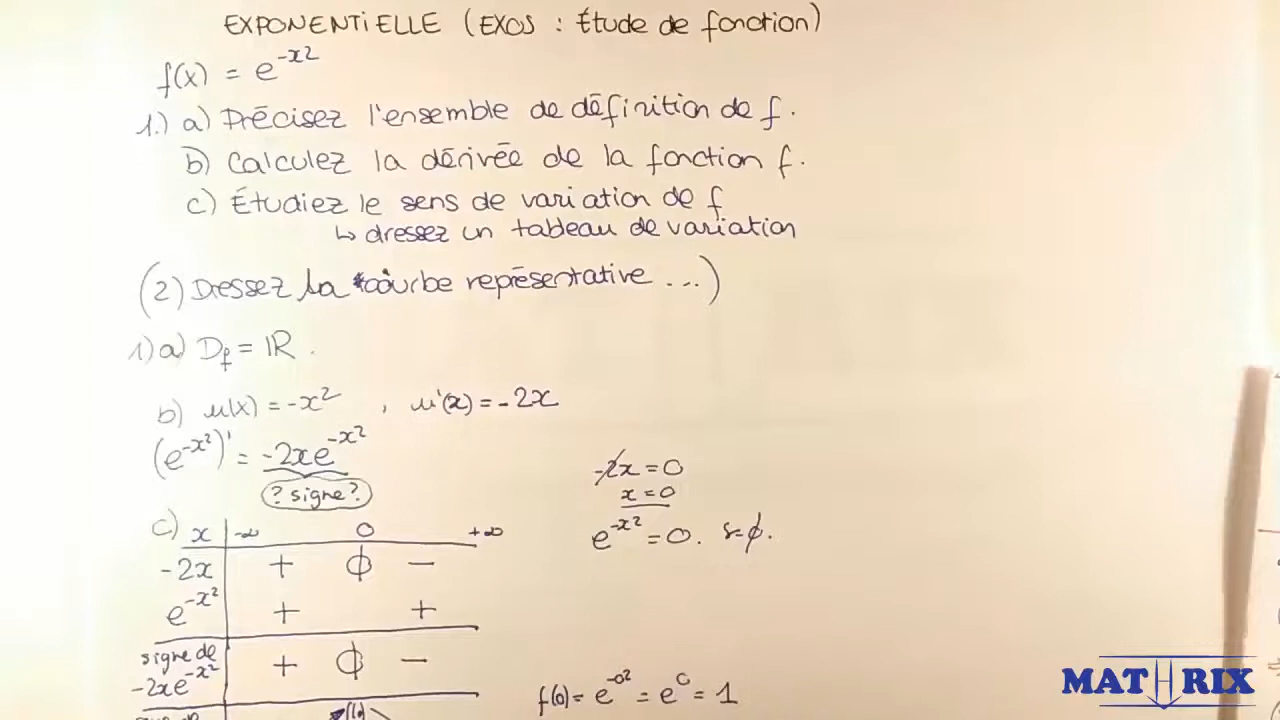 EXPONENTIELLE (EXOS : Étude de fonction)
f(x) = e^{-x2}
1.) a) Précisez l'ensemble de définition de f.
b) Calculez la dérivée de la fonction f.
c) Étudiez le sens de variation de f
↳ dressez un tableau de variation
(2) Dressez la courbe représentative ...)
1) a) Df = ℝ.
b) u(x) = -x², u'(x) = -2x
(e^{-x²})' = -2xe^{-x²}
? signe?
-2x = 0
x = 0
e^{-x²} = 0. s=ϕ.
c) x -∞ 0 +∞
-2x + 0 -
e^{-x²} + +
signe de
-2xe^{-x²} + 0 -
f(0) = e^{-0²} = e^0 = 1
f(0)
MATHRIX